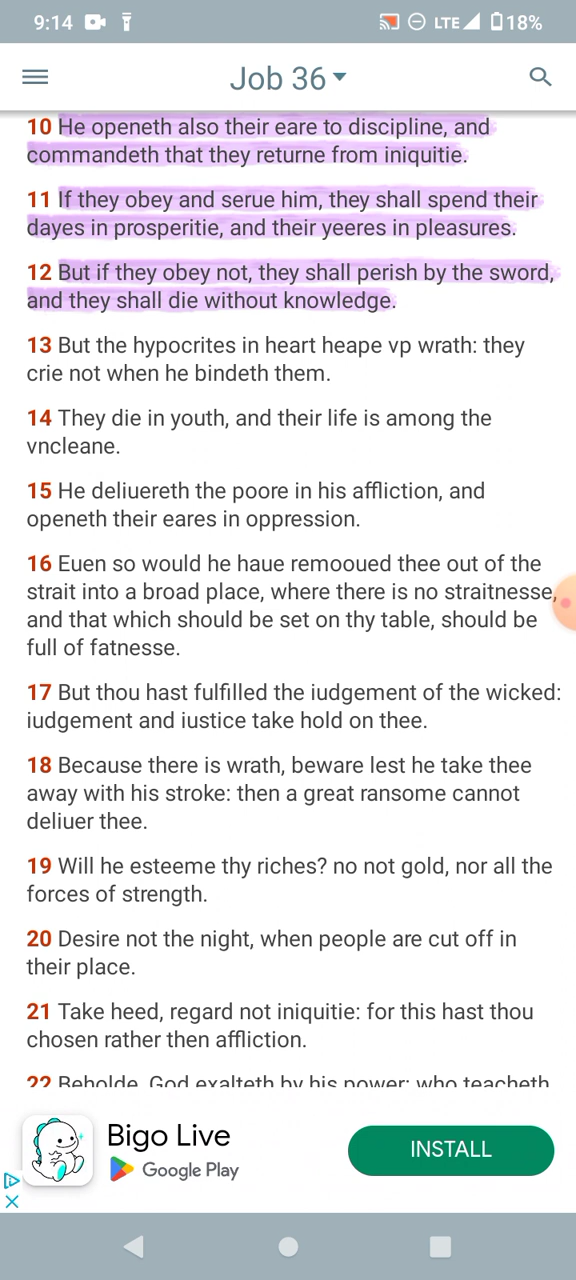 9:14 LTE 18%
Job 36
10 He openeth also their eare to discipline, and
commandeth that they returne from iniquitie.
11 If they obey and serue him, they shall spend their
dayes in prosperitie, and their yeeres in pleasures.
12 But if they obey not, they shall perish by the sword,
and they shall die without knowledge.
13 But the hypocrites in heart heape vp wrath: they
crie not when he bindeth them.
14 They die in youth, and their life is among the
vncleane.
15 He deliuereth the poore in his affliction, and
openeth their eares in oppression.
16 Euen so would he haue remooued thee out of the
strait into a broad place, where there is no straitnesse,
and that which should be set on thy table, should be
full of fatnesse.
17 But thou hast fulfilled the iudgement of the wicked:
iudgement and iustice take hold on thee.
18 Because there is wrath, beware lest he take thee
away with his stroke: then a great ransome cannot
deliuer thee.
19 Will he esteeme thy riches? no not gold, nor all the
forces of strength.
20 Desire not the night, when people are cut off in
their place.
21 Take heed, regard not iniquitie: for this hast thou
chosen rather then affliction.
22 Beholde, God exalteth by his power: who teacheth
Bigo Live
Google Play
INSTALL